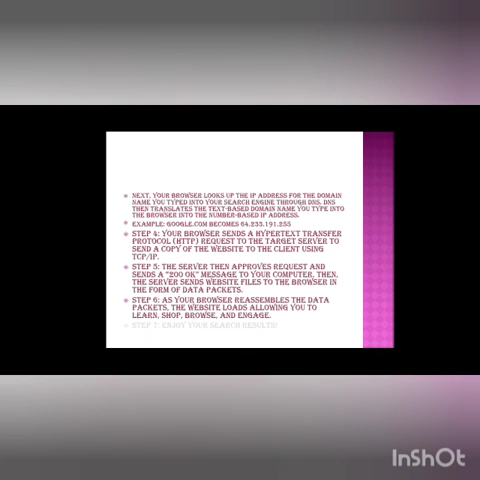 NEXT, YOUR BROWSER LOOKS UP THE IP ADDRESS FOR THE DOMAIN
NAME YOU TYPED INTO YOUR SEARCH ENGINE THROUGH DNS. DNS
THEN TRANSLATES THE TEXT-BASED DOMAIN NAME YOU TYPE INTO
THE BROWSER INTO THE NUMBER-BASED IP ADDRESS.
EXAMPLE: GOOGLE.COM BECOMES 64.233.191.255
STEP 4: YOUR BROWSER SENDS A HYPERTEXT TRANSFER
PROTOCOL (HTTP) REQUEST TO THE TARGET SERVER TO
SEND A COPY OF THE WEBSITE TO THE CLIENT USING
TCP/IP.
STEP 5: THE SERVER THEN APPROVES REQUEST AND
SENDS A "200 OK" MESSAGE TO YOUR COMPUTER. THEN,
THE SERVER SENDS WEBSITE FILES TO THE BROWSER IN
THE FORM OF DATA PACKETS.
STEP 6: AS YOUR BROWSER REASSEMBLES THE DATA
PACKETS, THE WEBSITE LOADS ALLOWING YOU TO
LEARN, SHOP, BROWSE, AND ENGAGE.
STEP 7: ENJOY YOUR SEARCH RESULTS!
InShOt